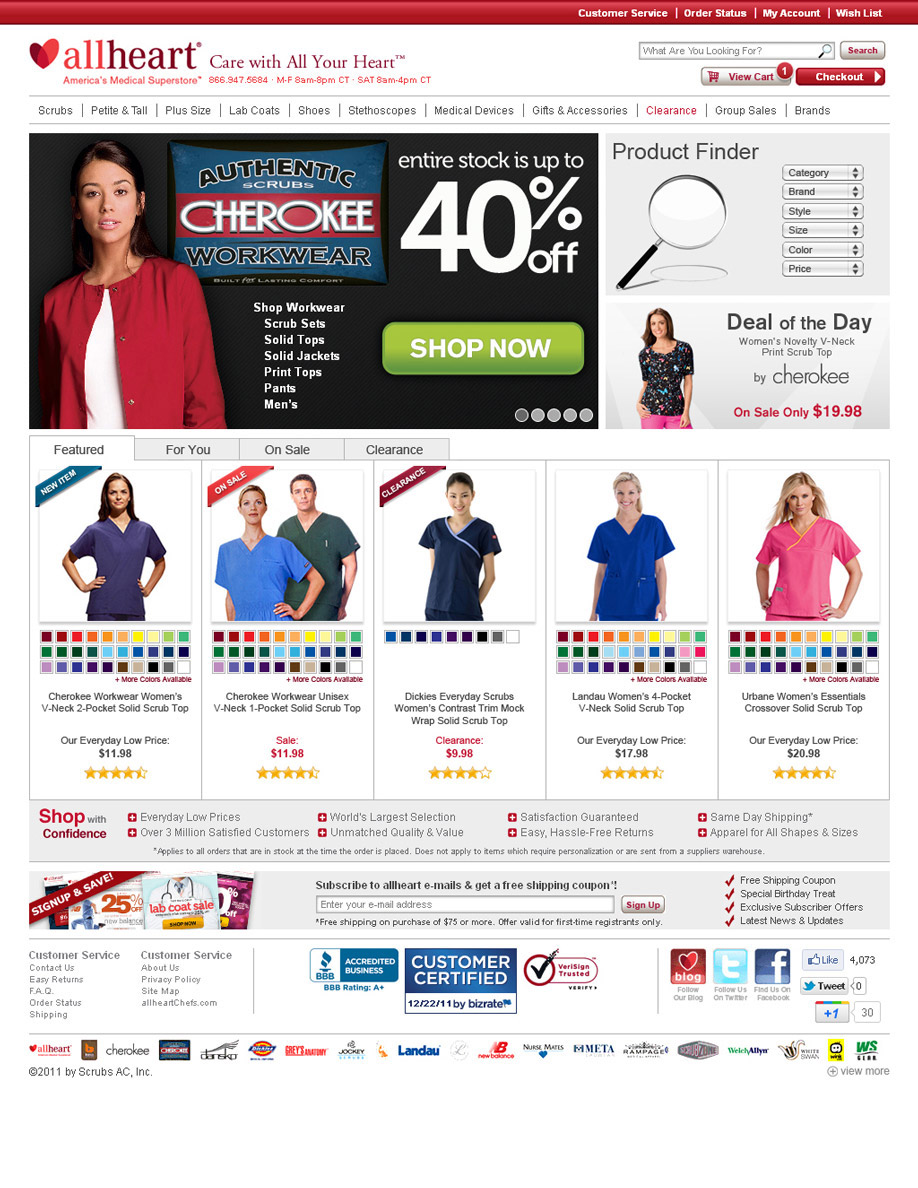 Customer Service | Order Status | My Account | Wish List
allheart® Care with All Your Heart™
America's Medical Superstore™ 866.947.5684 · M-F 8am-8pm CT · SAT 8am-4pm CT
What Are You Looking For? Search
View Cart 1 Checkout
Scrubs | Petite & Tall | Plus Size | Lab Coats | Shoes | Stethoscopes | Medical Devices | Gifts & Accessories | Clearance | Group Sales | Brands
AUTHENTIC
SCRUBS
CHEROKEE
WORKWEAR
BUILT for LASTING COMFORT
entire stock is up to
40% off
Shop Workwear
Scrub Sets
Solid Tops
Solid Jackets
Print Tops
Pants
Men's
SHOP NOW
Product Finder
Category
Brand
Style
Size
Color
Price
Deal of the Day
Women's Novelty V-Neck
Print Scrub Top
by cherokee
On Sale Only $19.98
Featured For You On Sale Clearance
NEW ITEM
ON SALE
CLEARANCE
+ More Colors Available
+ More Colors Available
+ More Colors Available
+ More Colors Available
Cherokee Workwear Women's
V-Neck 2-Pocket Solid Scrub Top
Our Everyday Low Price:
$11.98
Cherokee Workwear Unisex
V-Neck 1-Pocket Solid Scrub Top
Sale:
$11.98
Dickies Everyday Scrubs
Women's Contrast Trim Mock
Wrap Solid Scrub Top
Clearance:
$9.98
Landau Women's 4-Pocket
V-Neck Solid Scrub Top
Our Everyday Low Price:
$17.98
Urbane Women's Essentials
Crossover Solid Scrub Top
Our Everyday Low Price:
$20.98
Shop with
Confidence
Everyday Low Prices World's Largest Selection Satisfaction Guaranteed Same Day Shipping*
Over 3 Million Satisfied Customers Unmatched Quality & Value Easy, Hassle-Free Returns Apparel for All Shapes & Sizes
*Applies to all orders that are in stock at the time the order is placed. Does not apply to items which require personalization or are sent from a suppliers warehouse.
SIGNUP & SAVE!
25% OFF
new balance
lab coat sale
SHOP NOW
Subscribe to allheart e-mails & get a free shipping coupon*!
Enter your e-mail address Sign Up
*Free shipping on purchase of $75 or more. Offer valid for first-time registrants only.
Free Shipping Coupon
Special Birthday Treat
Exclusive Subscriber Offers
Latest News & Updates
Customer Service
Contact Us
Easy Returns
F.A.Q.
Order Status
Shipping
Customer Service
About Us
Privacy Policy
Site Map
allheartChefs.com
BBB ACCREDITED BUSINESS
BBB Rating: A+
CUSTOMER
CERTIFIED
12/22/11 by bizrate
VeriSign
Trusted
VERIFY
blog
Follow
Our Blog
Follow Us
On Twitter
Find Us On
Facebook
Like 4,073
Tweet 0
+1 30
allheart cherokee CHEROKEE dansko Dickies GREY'S ANATOMY JOCKEY SCRUBS Landau new balance NURSE MATES META RAMPAGE WelchAllyn WHITE SWAN WS GEAR
©2011 by Scrubs AC, Inc.
view more